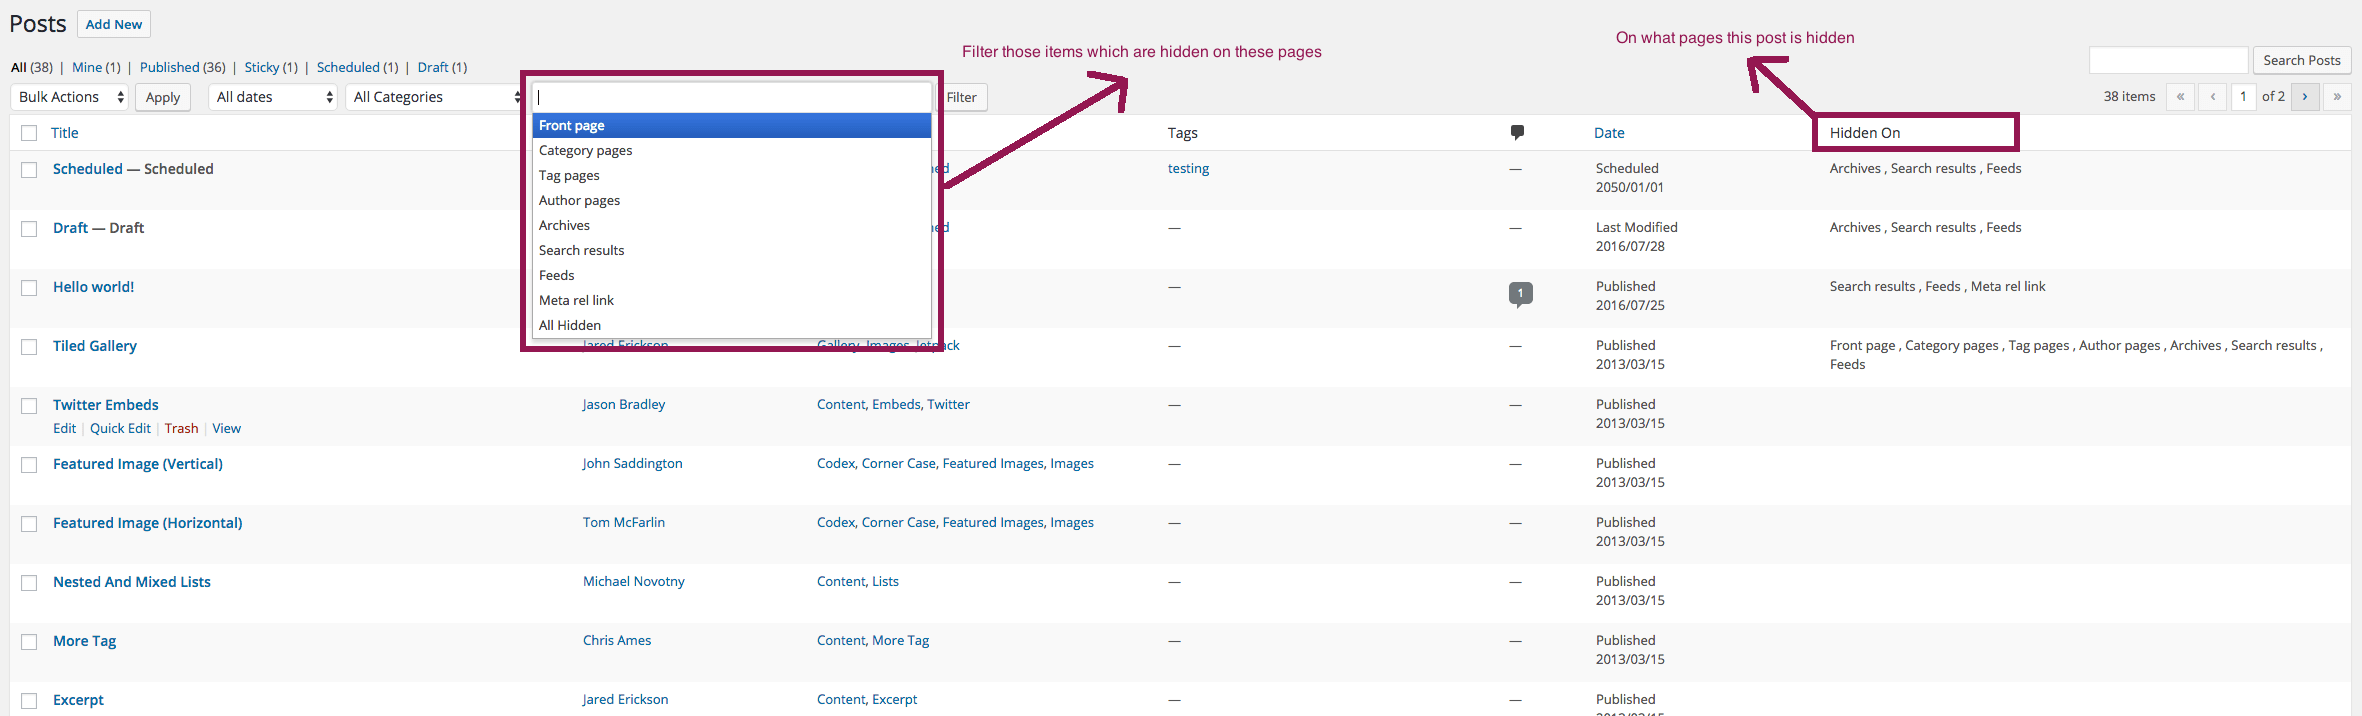 Posts Add New
Filter those items which are hidden on these pages
On what pages this post is hidden
All (38) | Mine (1) | Published (36) | Sticky (1) | Scheduled (1) | Draft (1)
Search Posts
Bulk Actions Apply All dates All Categories Filter 38 items « ‹ 1 of 2 › »
Front page
Category pages
Tag pages
Author pages
Archives
Search results
Feeds
Meta rel link
All Hidden
Title Tags Date Hidden On
Scheduled — Scheduled testing — Scheduled Archives , Search results , Feeds
2050/01/01
Draft — Draft — — Last Modified Archives , Search results , Feeds
2016/07/28
Hello world! — 1 Published Search results , Feeds , Meta rel link
2016/07/25
Tiled Gallery Jared Erickson Gallery, Images, Jetpack — — Published Front page , Category pages , Tag pages , Author pages , Archives , Search results ,
2013/03/15 Feeds
Twitter Embeds Jason Bradley Content, Embeds, Twitter — — Published
Edit | Quick Edit | Trash | View 2013/03/15
Featured Image (Vertical) John Saddington Codex, Corner Case, Featured Images, Images — — Published
2013/03/15
Featured Image (Horizontal) Tom McFarlin Codex, Corner Case, Featured Images, Images — — Published
2013/03/15
Nested And Mixed Lists Michael Novotny Content, Lists — — Published
2013/03/15
More Tag Chris Ames Content, More Tag — — Published
2013/03/15
Excerpt Jared Erickson Content, Excerpt — — Published